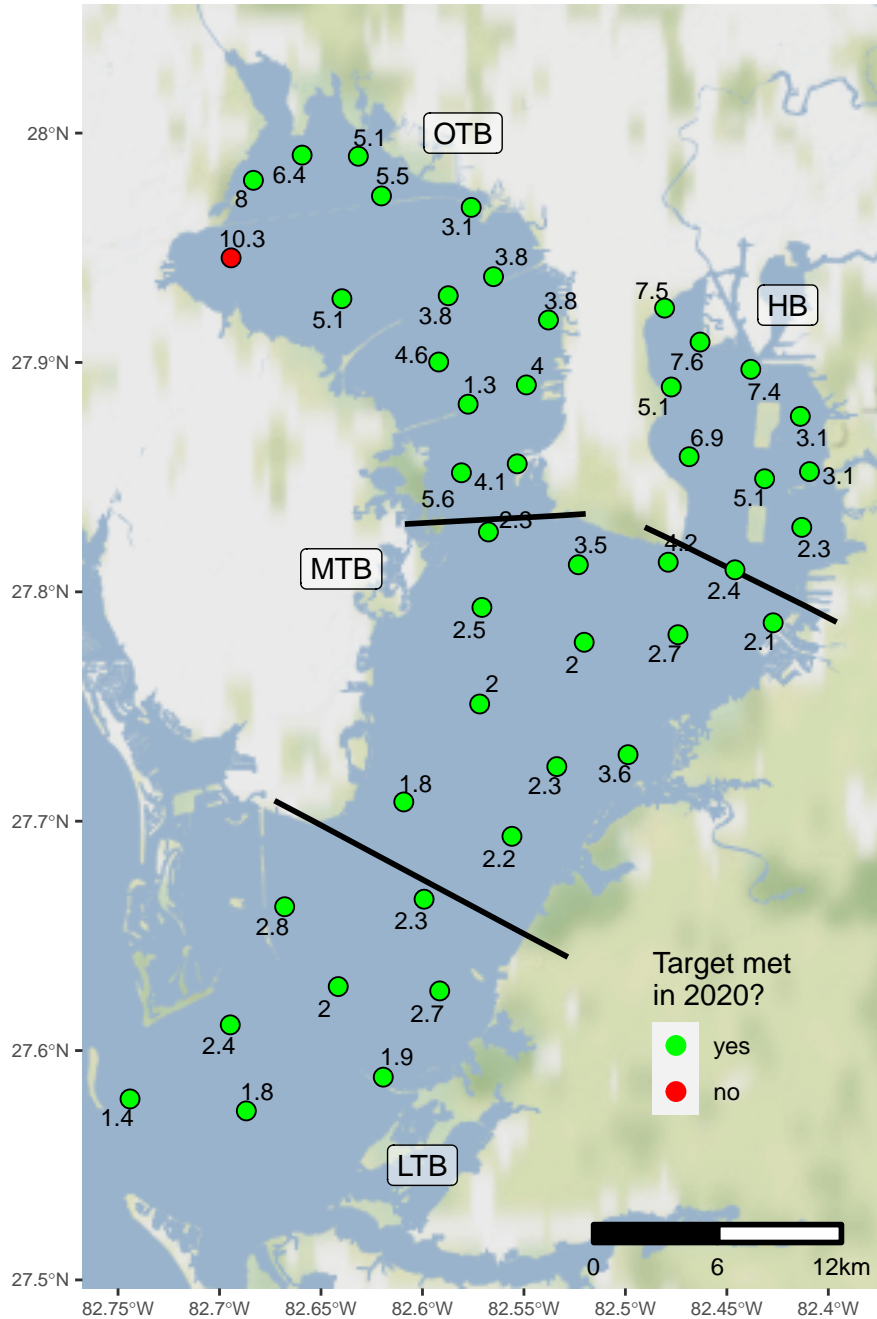 28°N
27.9°N
27.8°N
27.7°N
27.6°N
27.5°N
OTB
5.1
6.4
5.5
8
3.1
10.3
3.8
5.1
3.8
3.8
4.6
4
1.3
5.6
4.1
HB
7.5
7.6
7.4
5.1
3.1
6.9
3.1
5.1
2.3
2.3
MTB
3.5
4.2
2.4
2.5
2
2.7
2.1
2
2.3
3.6
1.8
2.2
2.8
2.3
2
2.7
2.4
1.9
1.4
1.8
LTB
Target met
in 2020?
yes
no
0 6 12km
82.75°W 82.7°W 82.65°W 82.6°W 82.55°W 82.5°W 82.45°W 82.4°W